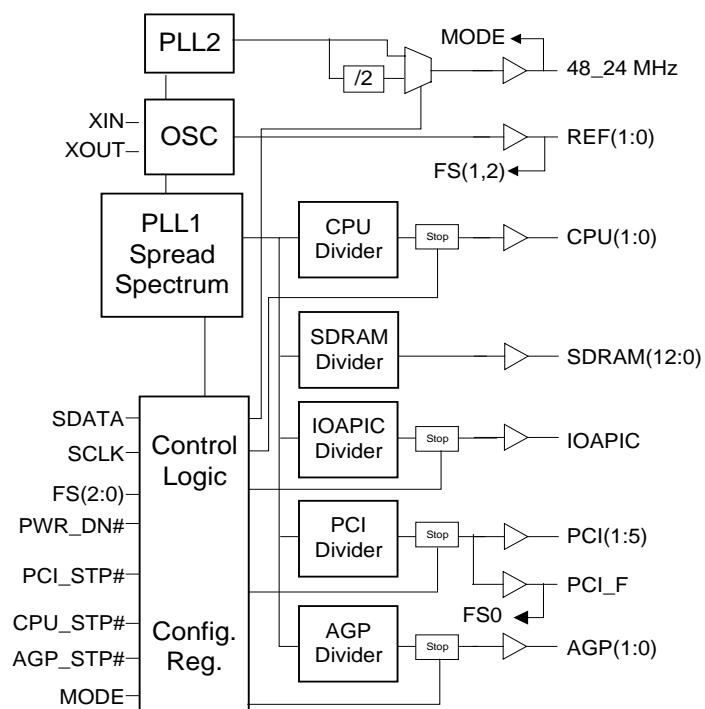 PLL2
/2
MODE
48_24 MHz
XIN
XOUT
OSC
REF(1:0)
FS(1,2)
PLL1
Spread
Spectrum
CPU
Divider
Stop
CPU(1:0)
SDRAM
Divider
SDRAM(12:0)
IOAPIC
Divider
Stop
IOAPIC
PCI
Divider
Stop
PCI(1:5)
PCI_F
FS0
AGP
Divider
Stop
AGP(1:0)
SDATA
SCLK
FS(2:0)
PWR_DN#
PCI_STP#
CPU_STP#
AGP_STP#
MODE
Control
Logic
Config.
Reg.